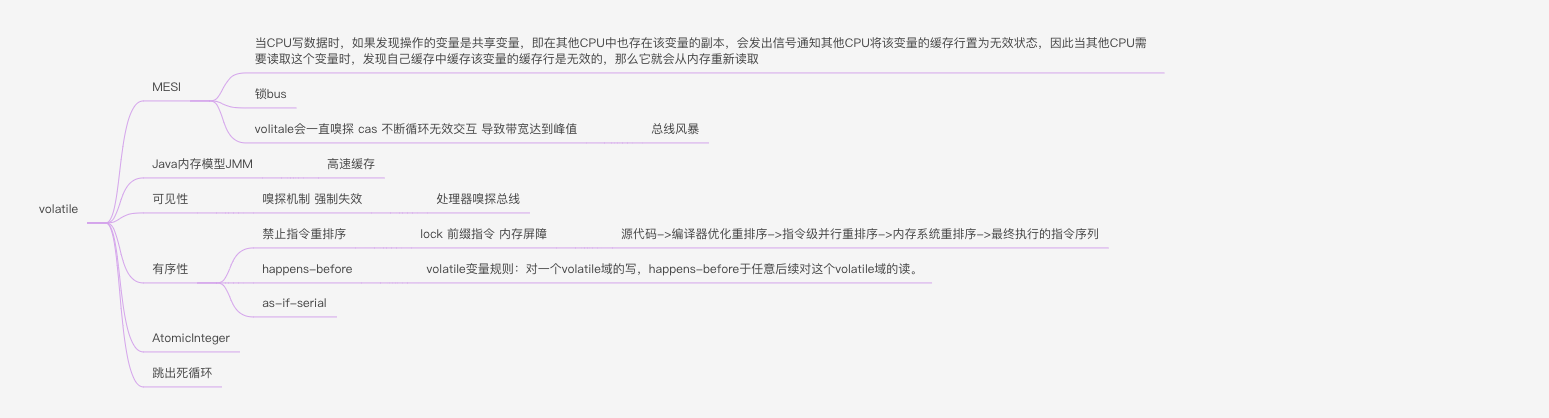 当CPU写数据时，如果发现操作的变量是共享变量，即在其他CPU中也存在该变量的副本，会发出信号通知其他CPU将该变量的缓存行置为无效状态，因此当其他CPU需
要读取这个变量时，发现自己缓存中缓存该变量的缓存行是无效的，那么它就会从内存重新读取
MESI
锁bus
volitale会一直嗅探 cas 不断循环无效交互 导致带宽达到峰值 总线风暴
Java内存模型JMM 高速缓存
可见性 嗅探机制 强制失效 处理器嗅探总线
volatile
禁止指令重排序 lock 前缀指令 内存屏障 源代码->编译器优化重排序->指令级并行重排序->内存系统重排序->最终执行的指令序列
有序性 happens-before volatile变量规则：对一个volatile域的写，happens-before于任意后续对这个volatile域的读。
as-if-serial
AtomicInteger
跳出死循环